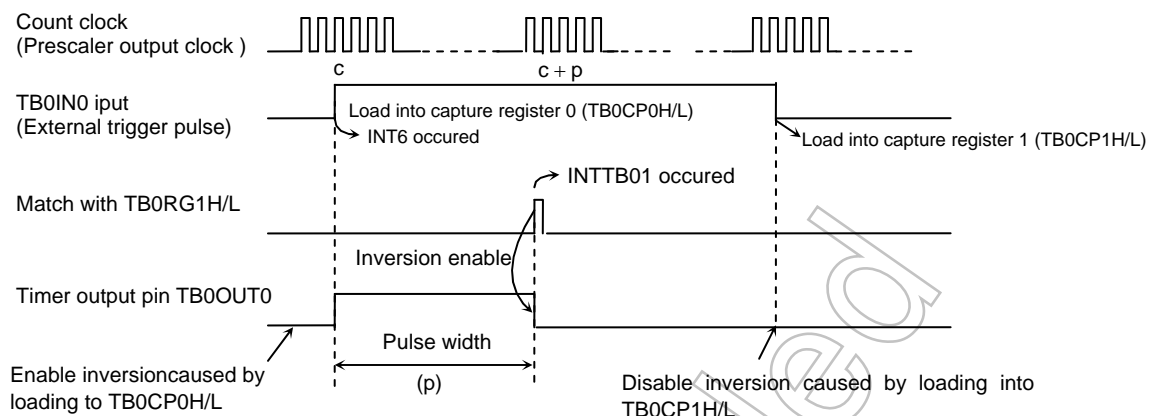 Count clock
(Prescaler output clock )
c
c + p
TB0IN0 iput
(External trigger pulse)
Load into capture register 0 (TB0CP0H/L)
INT6 occured
Load into capture register 1 (TB0CP1H/L)
INTTB01 occured
Match with TB0RG1H/L
Inversion enable
Timer output pin TB0OUT0
Pulse width
(p)
Enable inversioncaused by
loading to TB0CP0H/L
Disable inversion caused by loading into
TB0CP1H/L